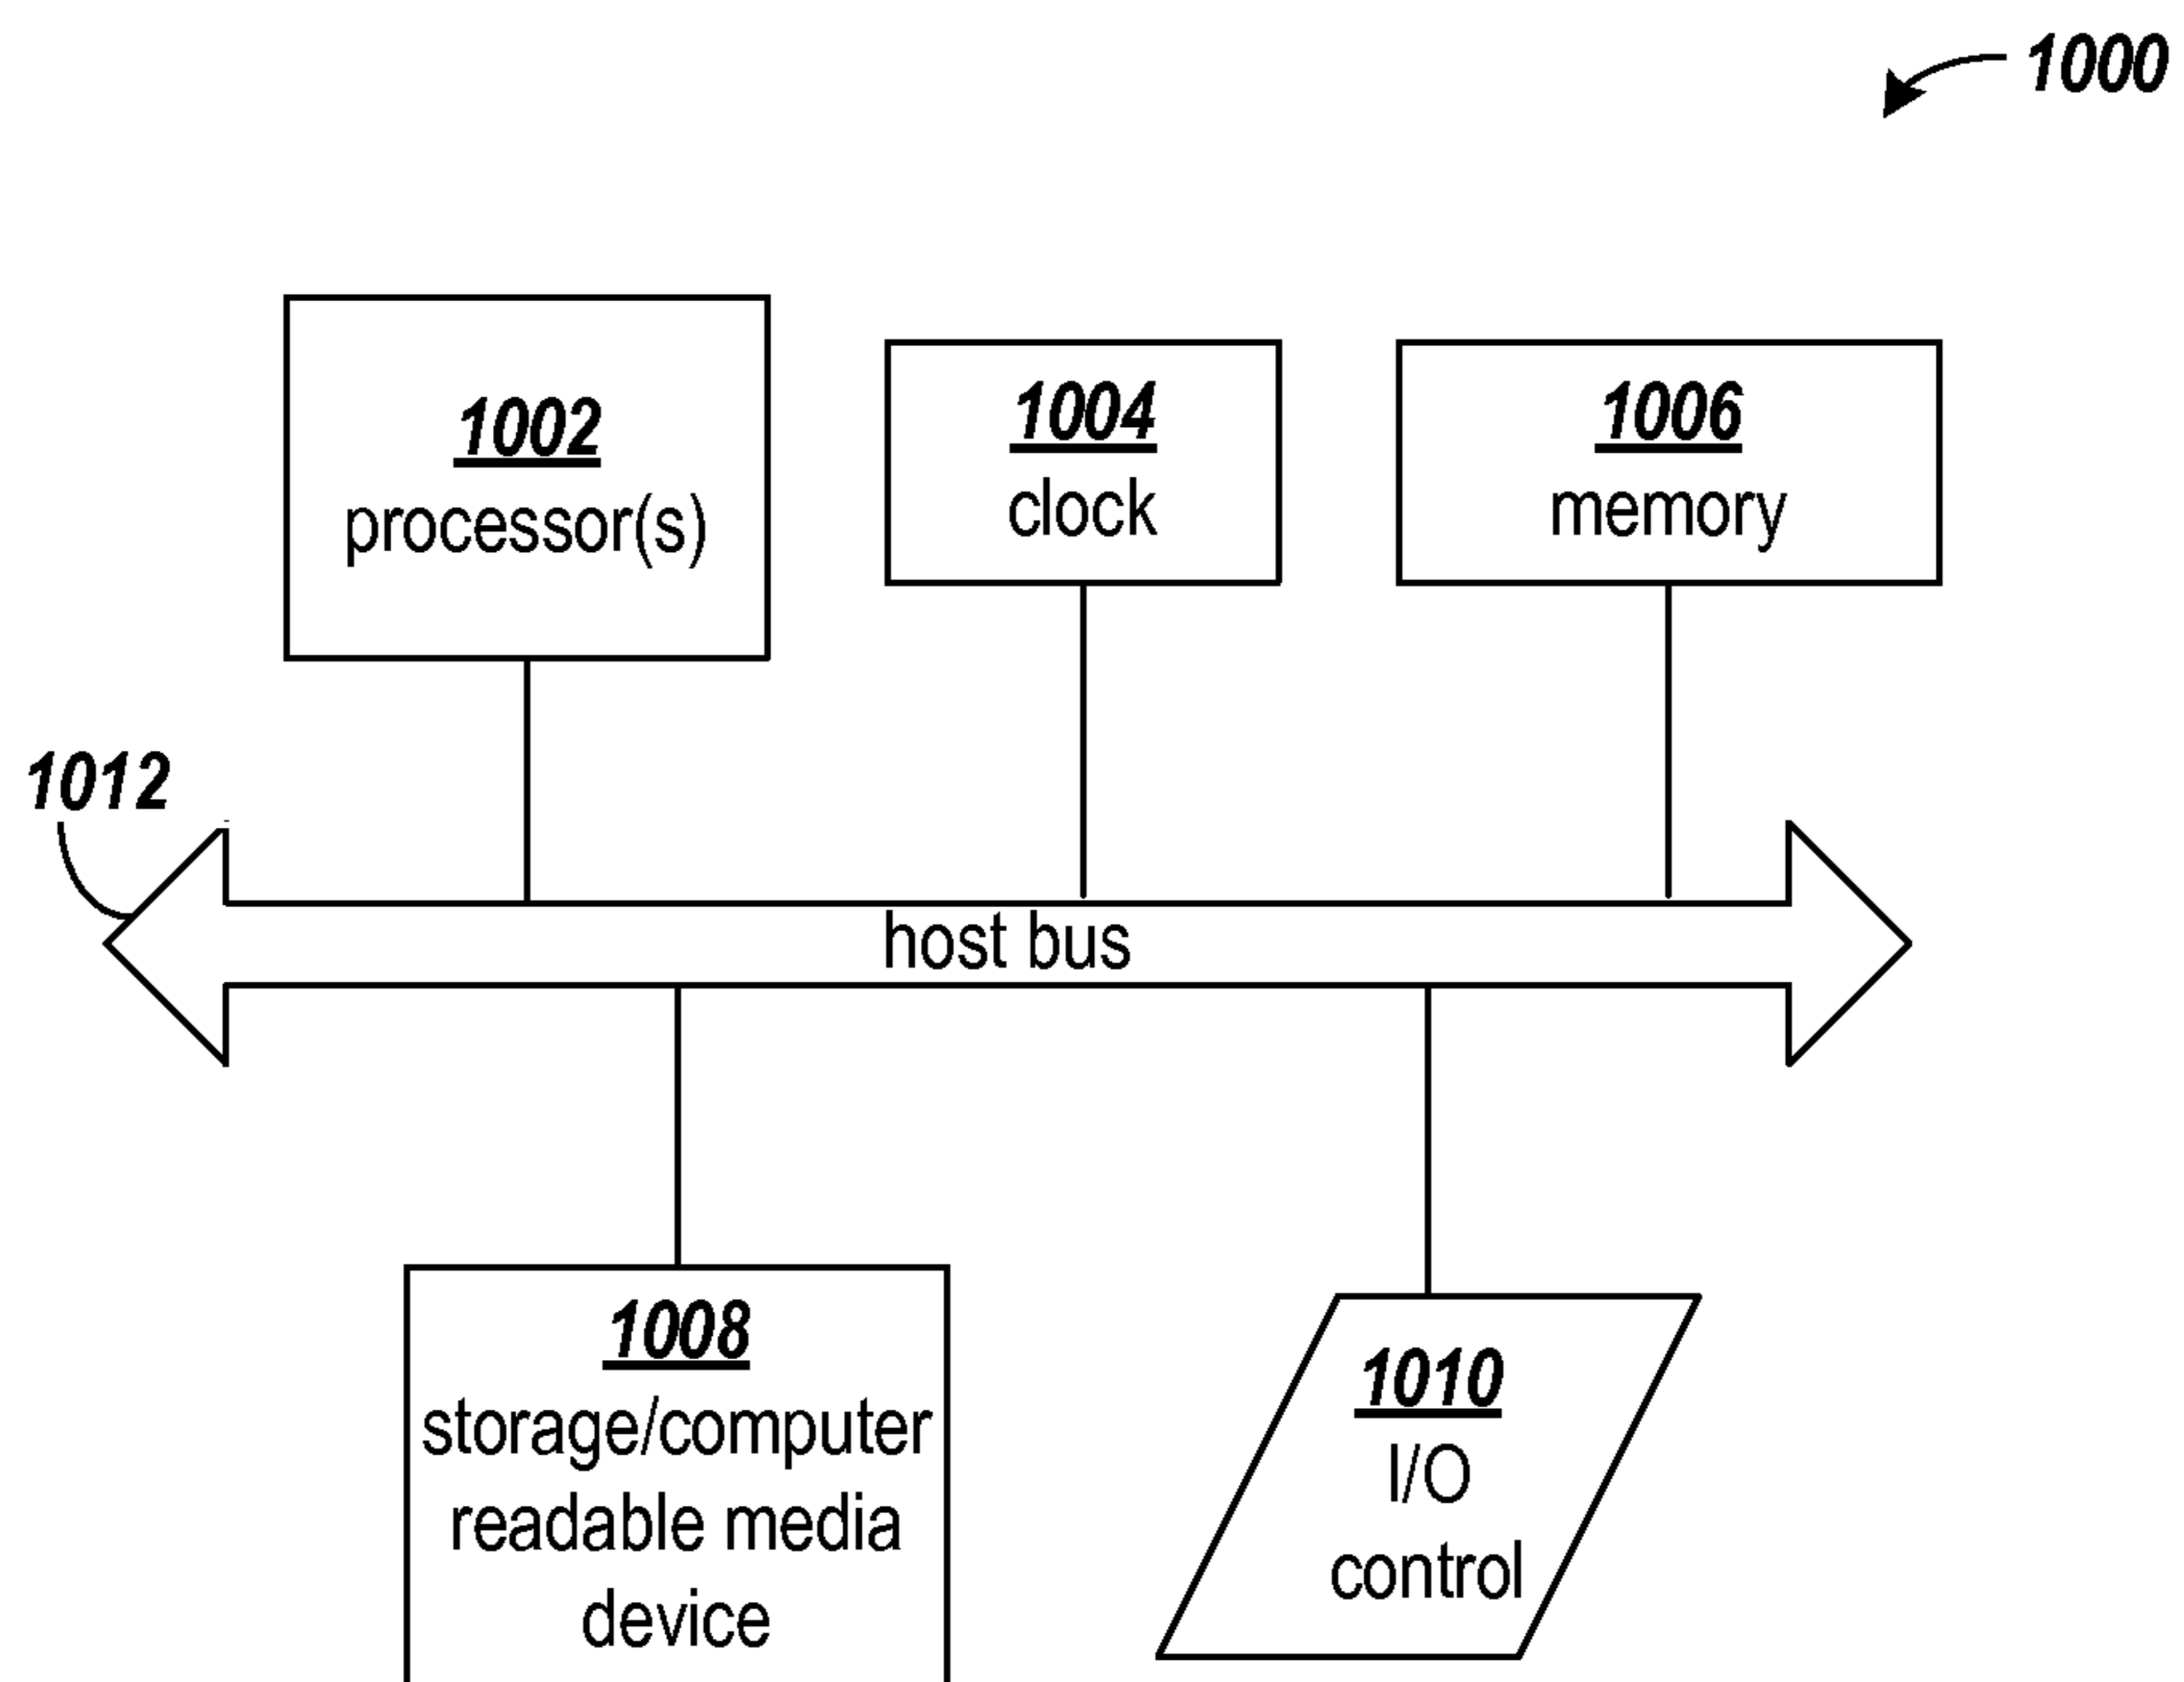 1000
1002
processor(s)
1004
clock
1006
memory
1012
host bus
1008
storage/computer
readable media
device
1010
I/O
control